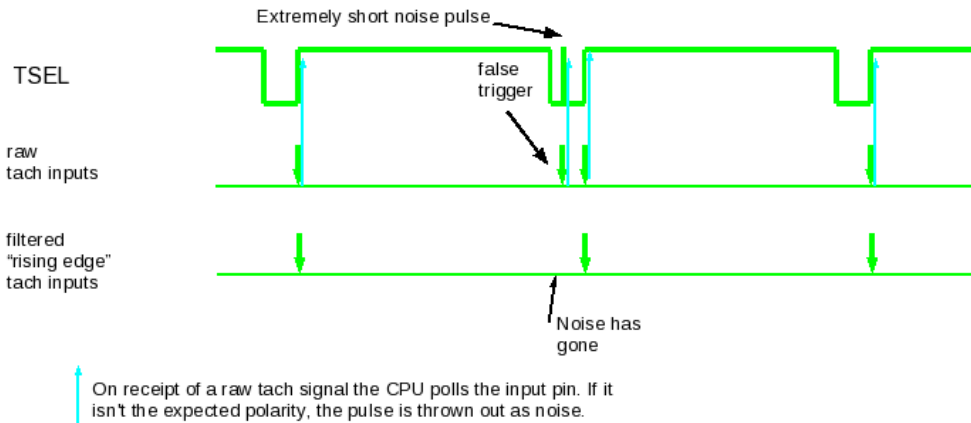 Extremely short noise pulse
TSEL
false
trigger
raw
tach inputs
filtered
“rising edge”
tach inputs
Noise has
gone
On receipt of a raw tach signal the CPU polls the input pin. If it
isn't the expected polarity, the pulse is thrown out as noise.